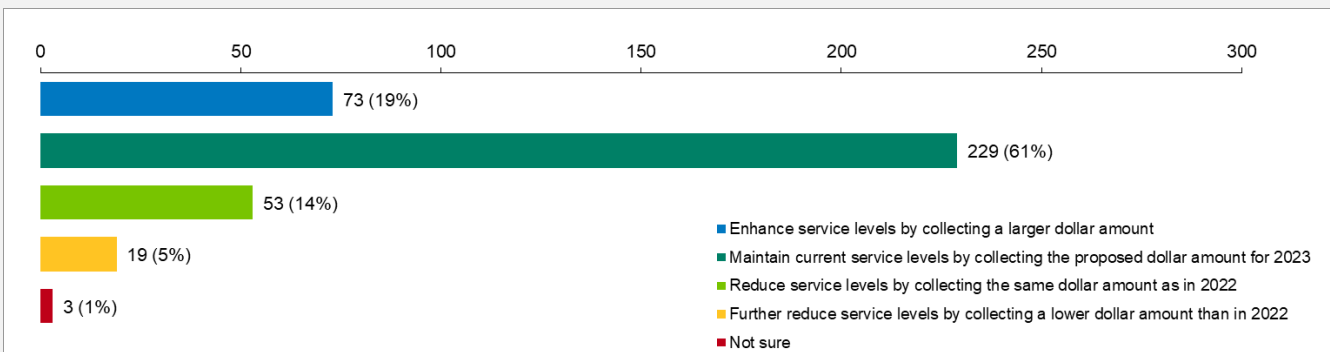 0 50 100 150 200 250 300
73 (19%)
229 (61%)
53 (14%)
19 (5%)
3 (1%)
Enhance service levels by collecting a larger dollar amount
Maintain current service levels by collecting the proposed dollar amount for 2023
Reduce service levels by collecting the same dollar amount as in 2022
Further reduce service levels by collecting a lower dollar amount than in 2022
Not sure